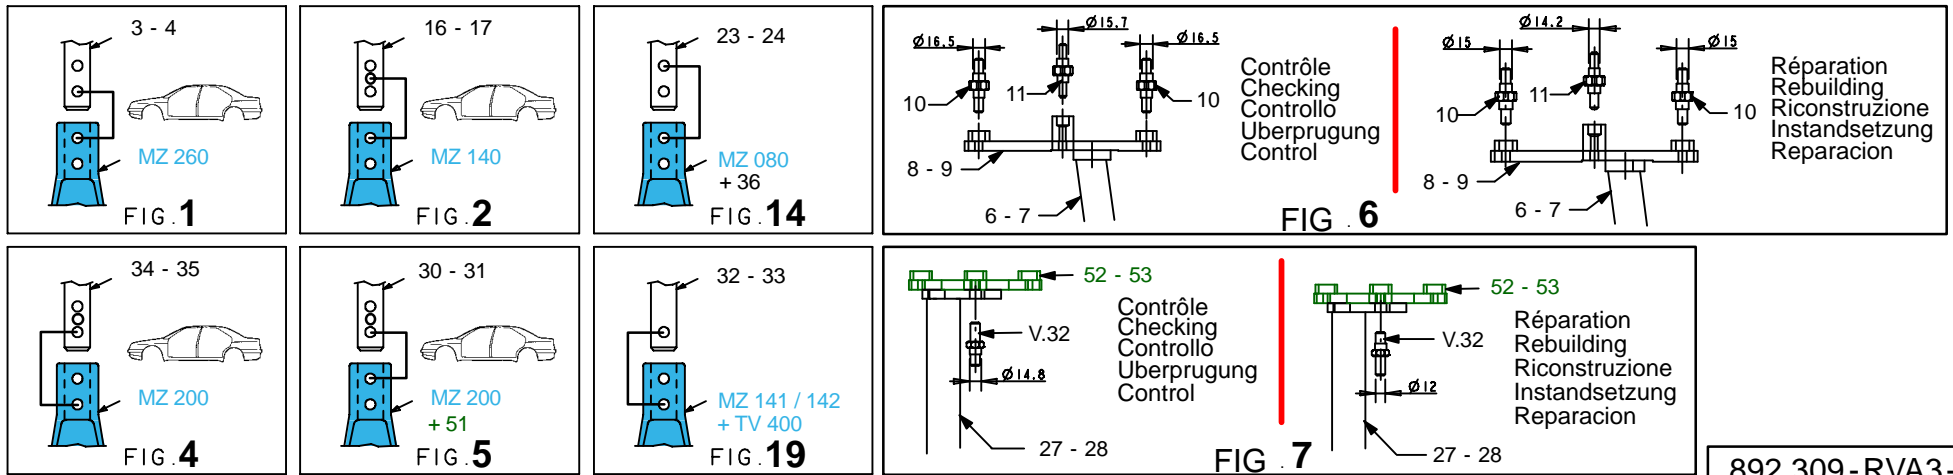 3 - 4
MZ 260
FIG.1
16 - 17
MZ 140
FIG.2
23 - 24
MZ 080
+ 36
FIG.14
Ø16.5
Ø15.7
Ø16.5
10
11
10
8 - 9
6 - 7
Contrôle
Checking
Controllo
Uberprugung
Control
FIG . 6
Ø15
Ø14.2
Ø15
10
11
10
8 - 9
6 - 7
Réparation
Rebuilding
Riconstruzione
Instandsetzung
Reparacion
34 - 35
MZ 200
FIG.4
30 - 31
MZ 200
+ 51
FIG.5
32 - 33
MZ 141 / 142
+ TV 400
FIG.19
52 - 53
V.32
Ø14.8
27 - 28
Contrôle
Checking
Controllo
Uberprugung
Control
FIG . 7
52 - 53
V.32
Ø12
27 - 28
Réparation
Rebuilding
Riconstruzione
Instandsetzung
Reparacion
892.309-RVA3-